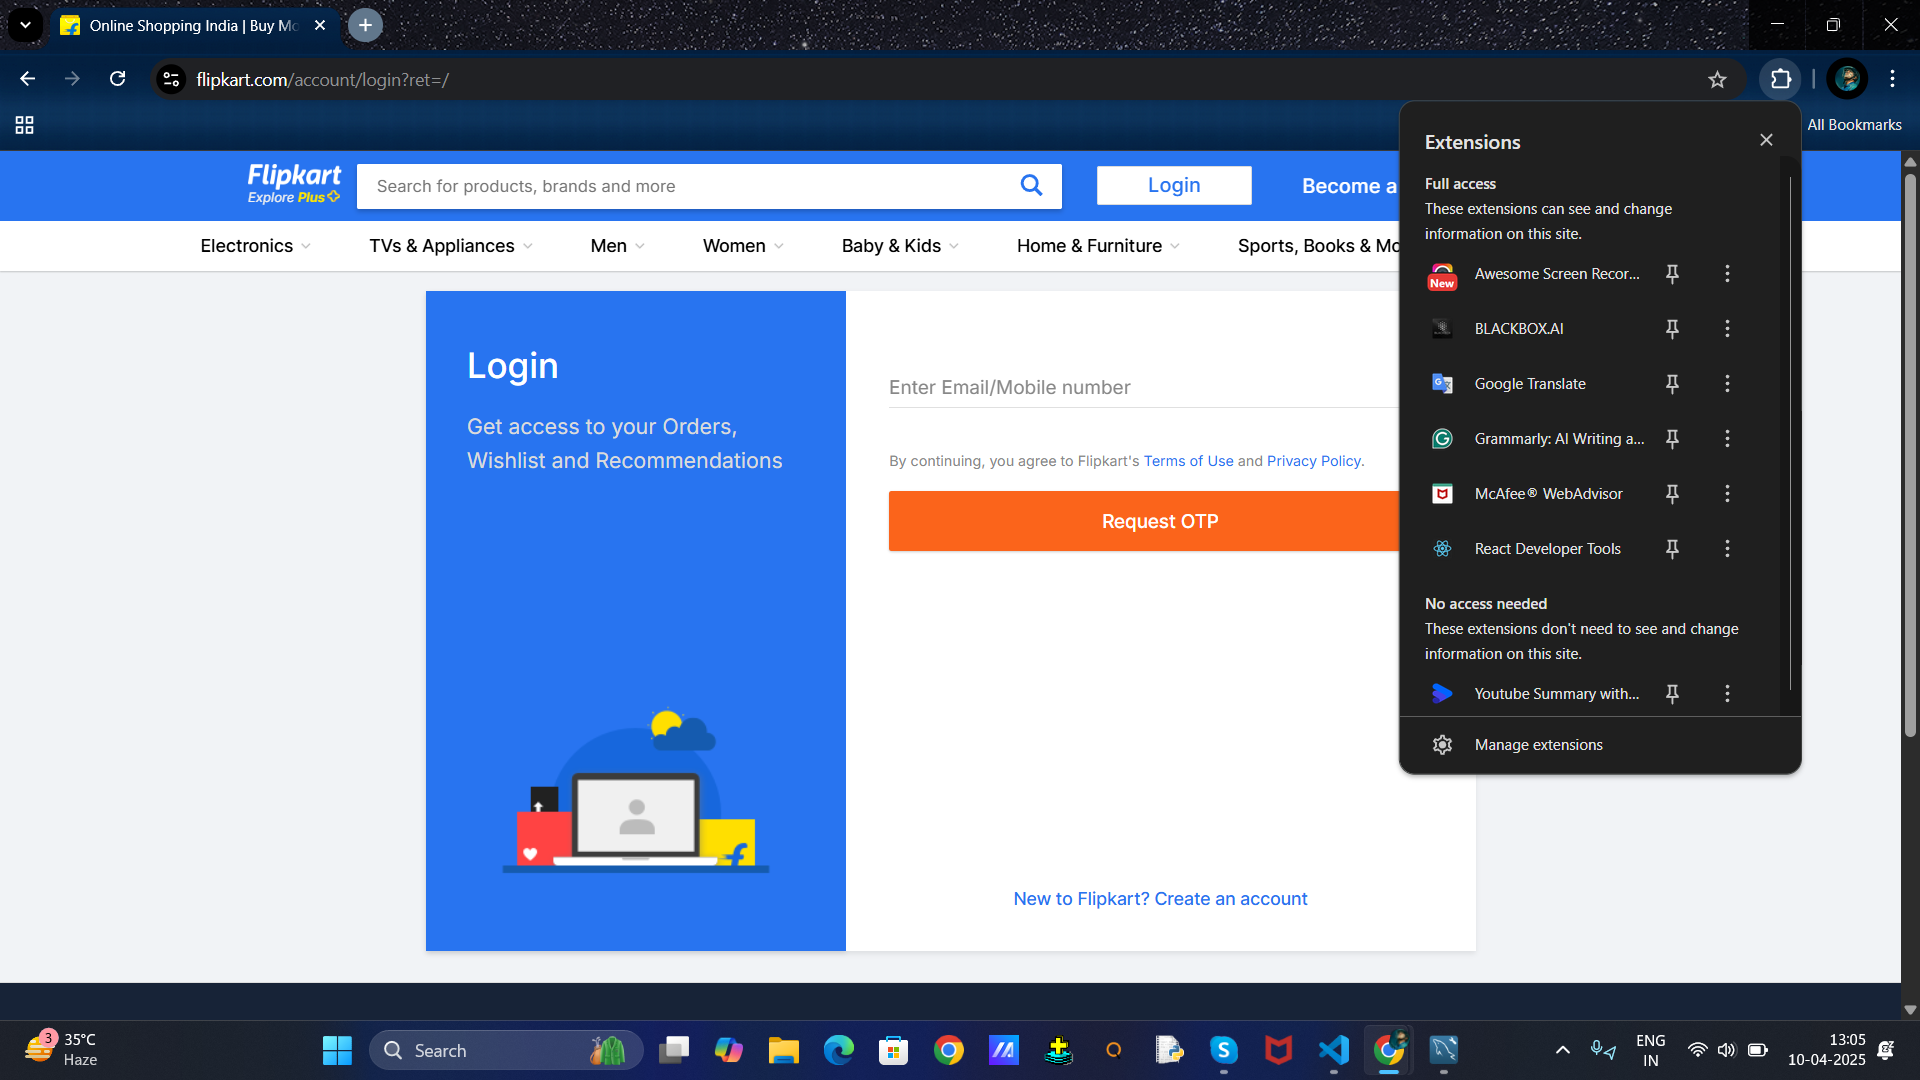 Online Shopping India | Buy Mo
flipkart.com/account/login?ret=/
All Bookmarks
Flipkart
Explore Plus
Search for products, brands and more
Login
Become a
Electronics
TVs & Appliances
Men
Women
Baby & Kids
Home & Furniture
Sports, Books & Mo
Login
Get access to your Orders,
Wishlist and Recommendations
Enter Email/Mobile number
By continuing, you agree to Flipkart's Terms of Use and Privacy Policy.
Request OTP
New to Flipkart? Create an account
Extensions
Full access
These extensions can see and change
information on this site.
New
Awesome Screen Recor...
BLACKBOX.AI
Google Translate
Grammarly: AI Writing a...
McAfee® WebAdvisor
React Developer Tools
No access needed
These extensions don't need to see and change
information on this site.
Youtube Summary with...
Manage extensions
3
35°C
Haze
Search
ENG
IN
13:05
10-04-2025